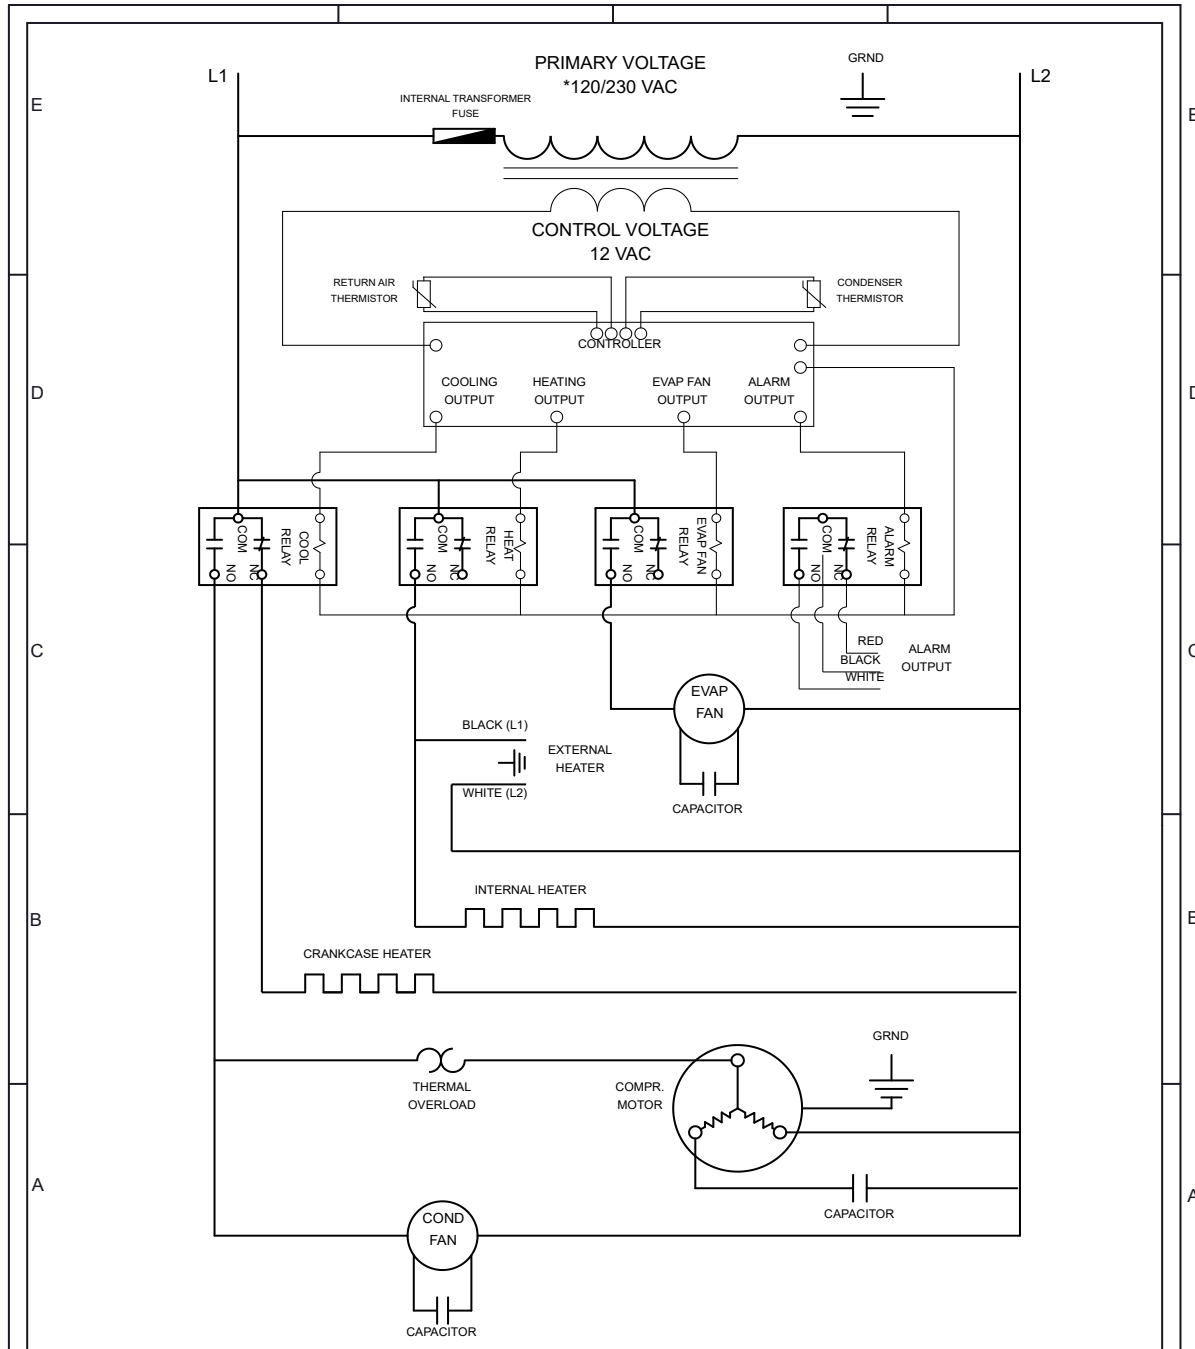 PRIMARY VOLTAGE
*120/230 VAC
GRND
L1
L2
INTERNAL TRANSFORMER
FUSE
E
CONTROL VOLTAGE
12 VAC
RETURN AIR
THERMISTOR
CONDENSER
THERMISTOR
CONTROLLER
COOLING
OUTPUT
HEATING
OUTPUT
EVAP FAN
OUTPUT
ALARM
OUTPUT
D
D
COM
NO
NC
COOL
RELAY
COM
NO
NC
HEAT
RELAY
COM
NO
NC
EVAP FAN
RELAY
COM
NO
NC
ALARM
RELAY
RED
BLACK
WHITE
ALARM
OUTPUT
C
C
EVAP
FAN
CAPACITOR
BLACK (L1)
EXTERNAL
HEATER
WHITE (L2)
INTERNAL HEATER
B
CRANKCASE HEATER
THERMAL
OVERLOAD
COMPR.
MOTOR
GRND
A
A
CAPACITOR
COND
FAN
CAPACITOR